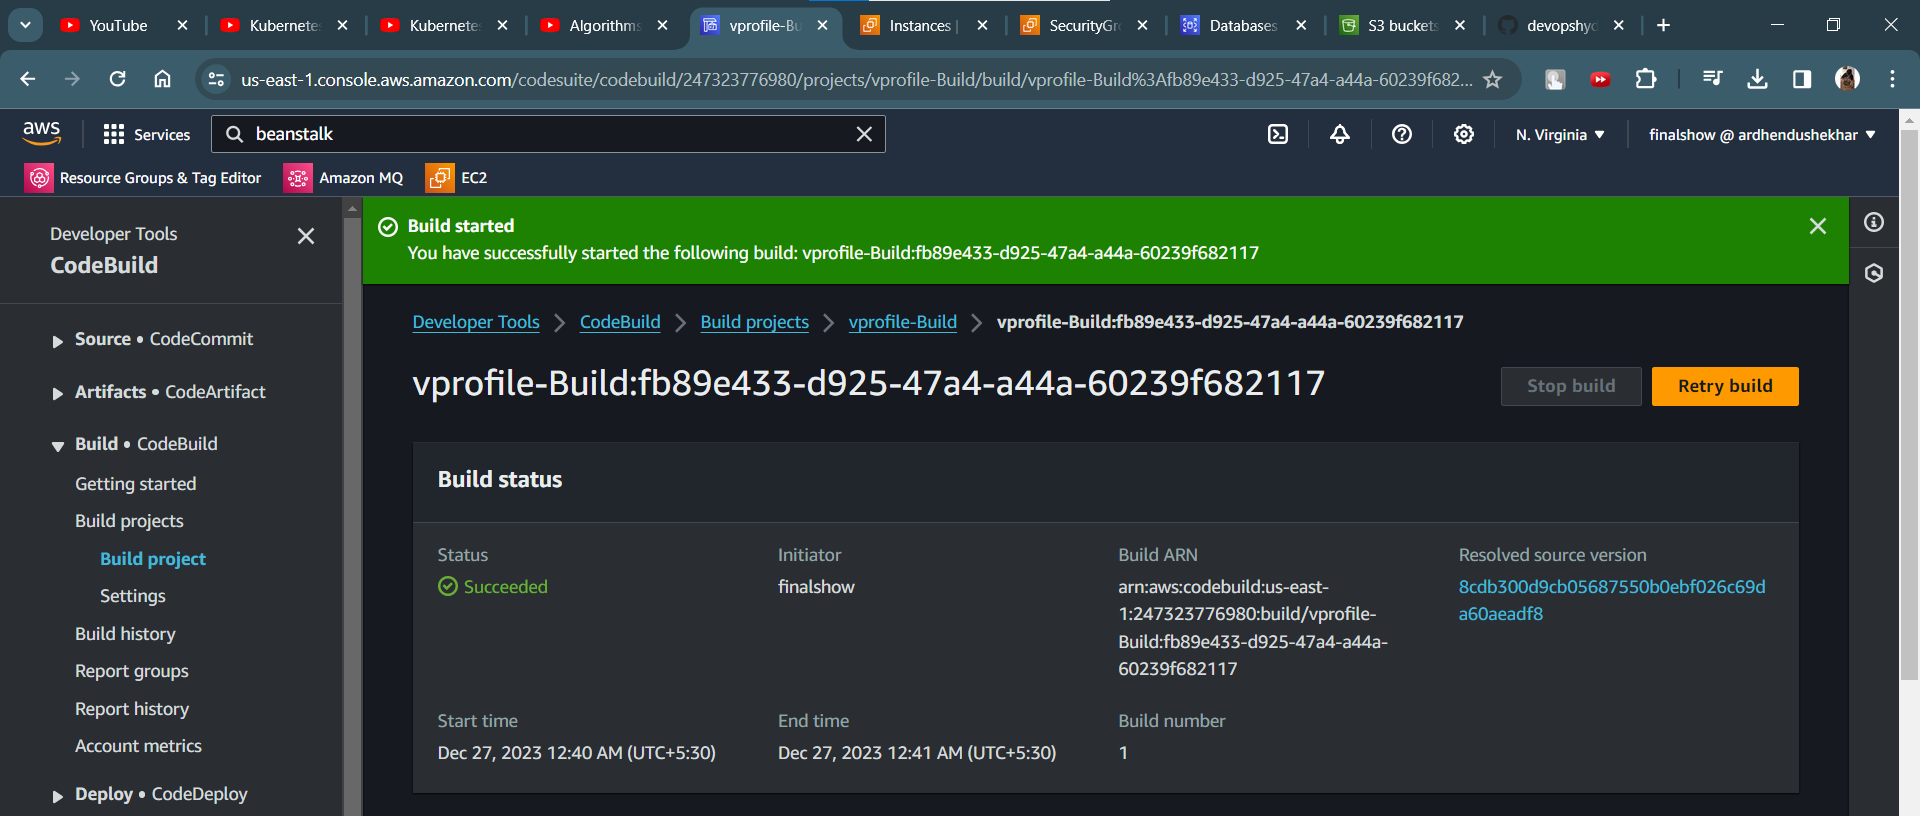 YouTube
Kubernete
Kubernetes
Algorithms
vprofile-Bu
Instances |
SecurityGro
Databases
S3 buckets
devopshyd
us-east-1.console.aws.amazon.com/codesuite/codebuild/247323776980/projects/vprofile-Build/build/vprofile-Build%3Afb89e433-d925-47a4-a44a-60239f682...
aws
Services
beanstalk
N. Virginia
finalshow @ ardhendushekhar
Resource Groups & Tag Editor
Amazon MQ
EC2
Developer Tools
CodeBuild
Source • CodeCommit
Artifacts • CodeArtifact
Build • CodeBuild
Getting started
Build projects
Build project
Settings
Build history
Report groups
Report history
Account metrics
Deploy • CodeDeploy
Build started
You have successfully started the following build: vprofile-Build:fb89e433-d925-47a4-a44a-60239f682117
Developer Tools
CodeBuild
Build projects
vprofile-Build
vprofile-Build:fb89e433-d925-47a4-a44a-60239f682117
vprofile-Build:fb89e433-d925-47a4-a44a-60239f682117
Stop build
Retry build
Build status
Status
Succeeded
Initiator
finalshow
Build ARN
arn:aws:codebuild:us-east-
1:247323776980:build/vprofile-
Build:fb89e433-d925-47a4-a44a-
60239f682117
Resolved source version
8cdb300d9cb05687550b0ebf026c69d
a60aeadf8
Start time
Dec 27, 2023 12:40 AM (UTC+5:30)
End time
Dec 27, 2023 12:41 AM (UTC+5:30)
Build number
1